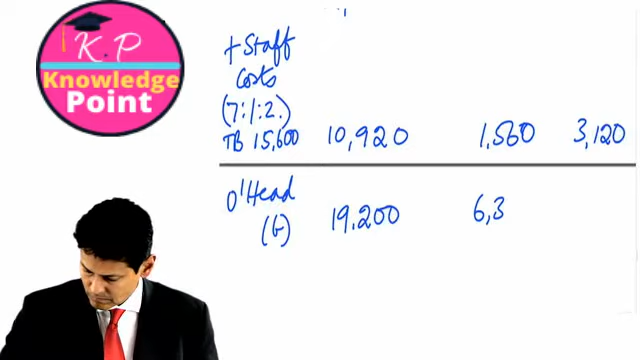 K.P
Knowledge
Point
+ Staff
Costs
(7:1:2.)
TB 15,600 10,920 1,560 3,120
O'Head
19,200 6,3